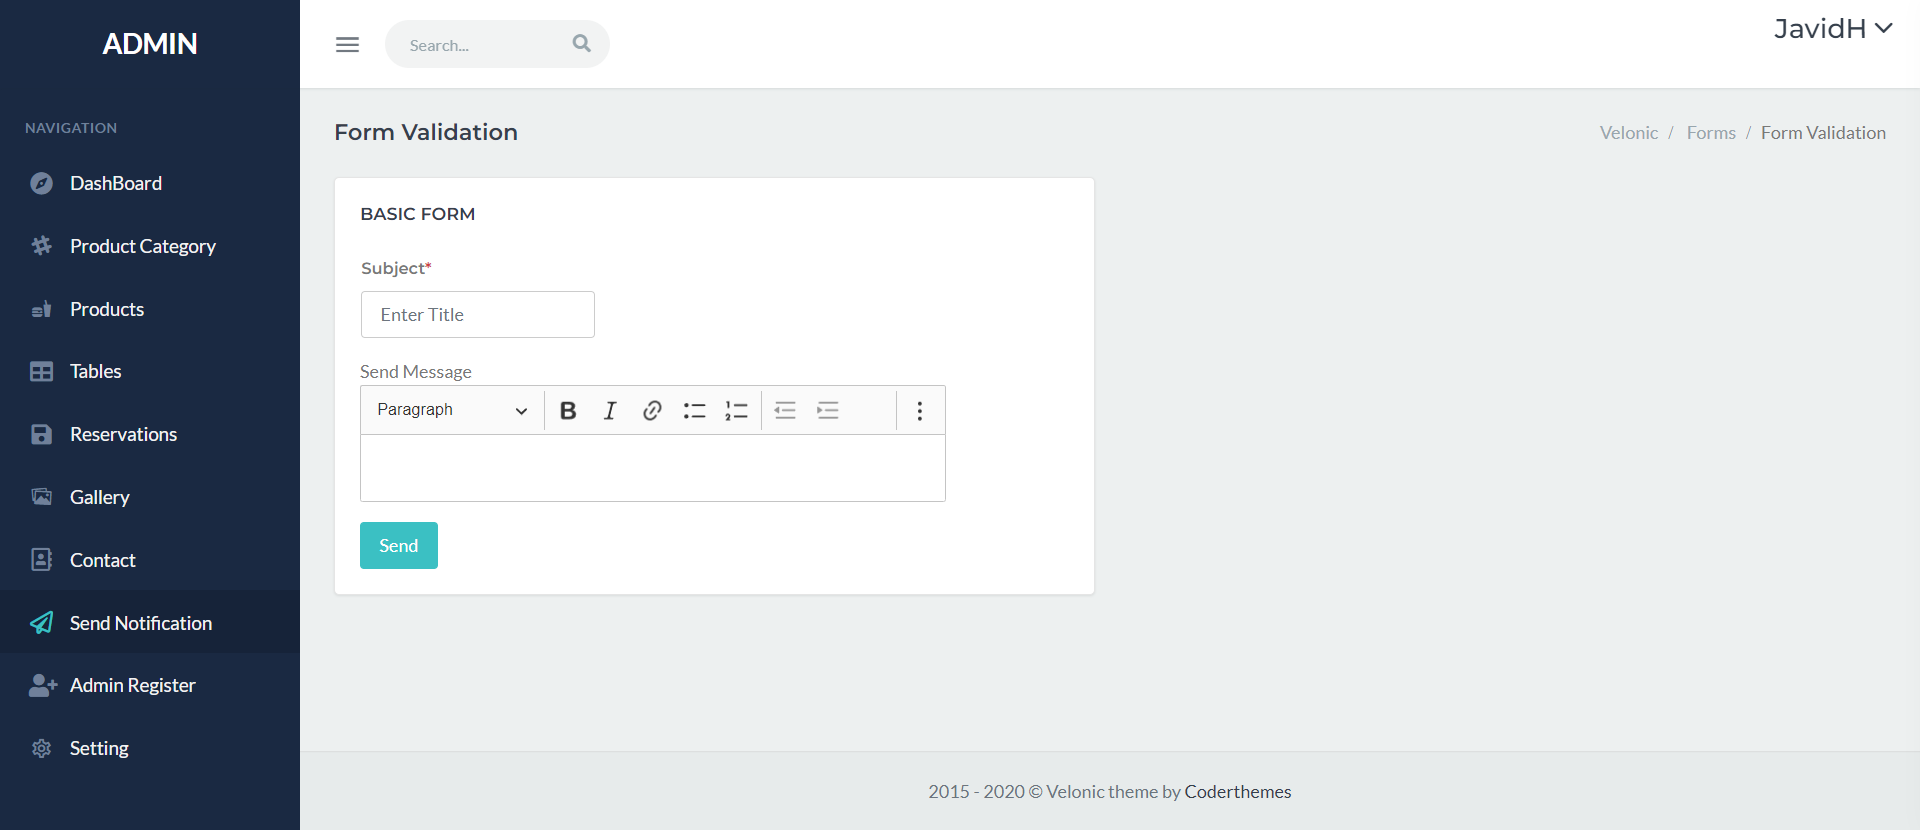 ADMIN
Search...
JavidH
NAVIGATION
DashBoard
Product Category
Products
Tables
Reservations
Gallery
Contact
Send Notification
Admin Register
Setting
Form Validation
Velonic / Forms / Form Validation
BASIC FORM
Subject*
Enter Title
Send Message
Paragraph
Send
2015 - 2020 © Velonic theme by Coderthemes